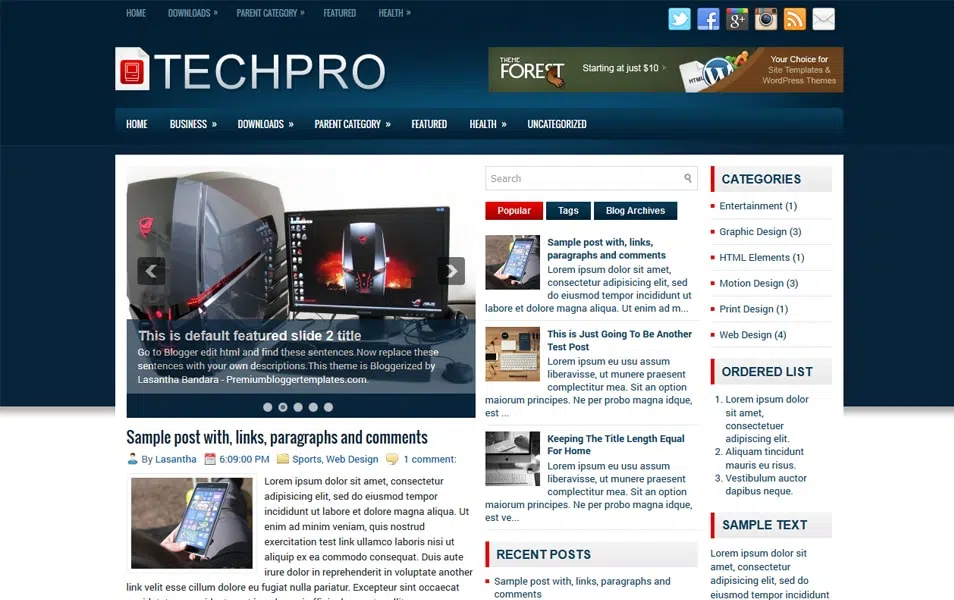 HOME DOWNLOADS » PARENT CATEGORY » FEATURED HEALTH »
TECHPRO
THEME
FOREST
Starting at just $10 >
HTML
Your Choice for
Site Templates &
WordPress Themes
HOME BUSINESS » DOWNLOADS » PARENT CATEGORY » FEATURED HEALTH » UNCATEGORIZED
This is default featured slide 2 title
Go to Blogger edit html and find these sentences.Now replace these
sentences with your own descriptions.This theme is Bloggerized by
Lasantha Bandara - Premiumbloggertemplates.com.
Sample post with, links, paragraphs and comments
By Lasantha 6:09:00 PM Sports, Web Design 1 comment:
Lorem ipsum dolor sit amet, consectetur
adipisicing elit, sed do eiusmod tempor
incididunt ut labore et dolore magna aliqua. Ut
enim ad minim veniam, quis nostrud
exercitation test link ullamco laboris nisi ut
aliquip ex ea commodo consequat. Duis aute
irure dolor in reprehenderit in voluptate another
link velit esse cillum dolore eu fugiat nulla pariatur. Excepteur sint occaecat
Search
Popular Tags Blog Archives
Sample post with, links,
paragraphs and comments
Lorem ipsum dolor sit amet,
consectetur adipisicing elit, sed
do eiusmod tempor incididunt ut
labore et dolore magna aliqua. Ut enim ad m...
This is Just Going To Be Another
Test Post
Lorem ipsum eu usu assum
liberavisse, ut munere praesent
complectitur mea. Sit an option
maiorum principes. Ne per probo magna idque,
est ...
Keeping The Title Length Equal
For Home
Lorem ipsum eu usu assum
liberavisse, ut munere praesent
complectitur mea. Sit an option
maiorum principes. Ne per probo magna idque,
est ve...
RECENT POSTS
Sample post with, links, paragraphs and
comments
CATEGORIES
Entertainment (1)
Graphic Design (3)
HTML Elements (1)
Motion Design (3)
Print Design (1)
Web Design (4)
ORDERED LIST
1. Lorem ipsum dolor
sit amet,
consectetuer
adipiscing elit.
2. Aliquam tincidunt
mauris eu risus.
3. Vestibulum auctor
dapibus neque.
SAMPLE TEXT
Lorem ipsum dolor sit
amet, consectetur
adipisicing elit, sed do
eiusmod tempor
incididunt